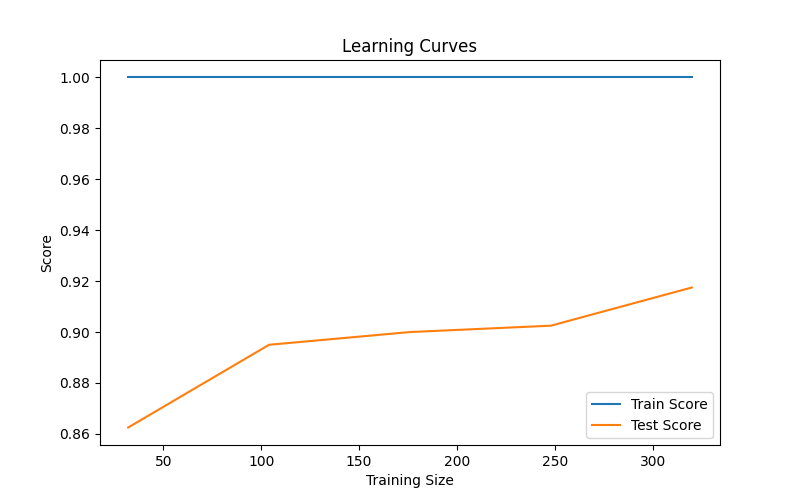 Learning Curves
1.00
0.98
0.96
0.94
0.92
0.90
0.88
0.86
Score
50 100 150 200 250 300
Training Size
Train Score
Test Score